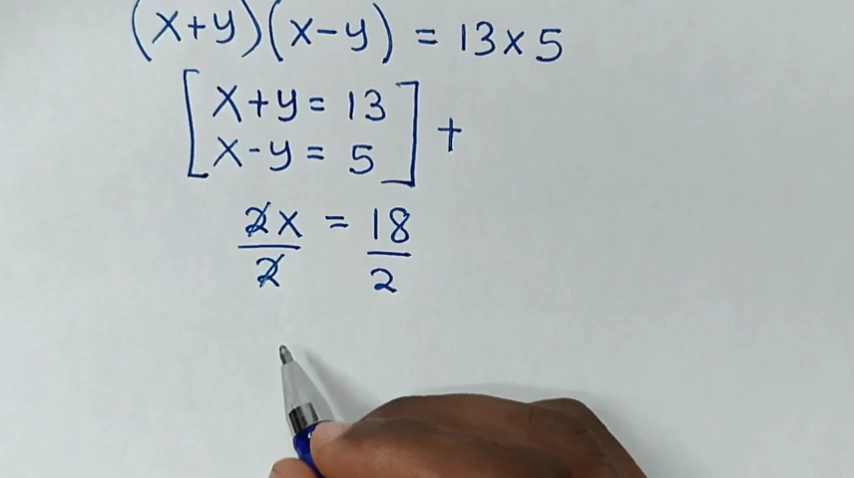 (x+y)(x-y) = 13×5
[x+y = 13
x-y = 5] +
2x/2 = 18/2